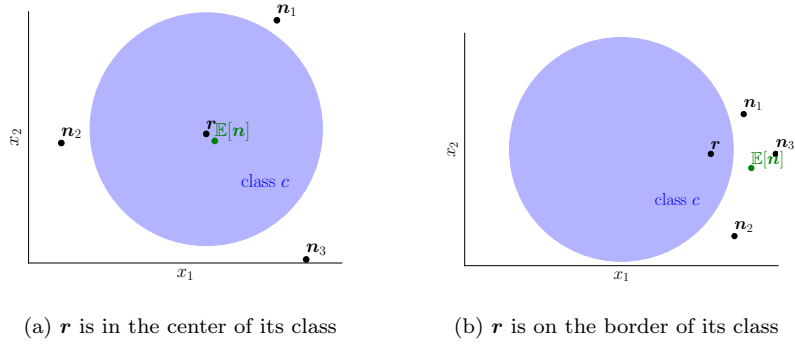 n₁
n₂
r
𝔼[n]
class c
n₃
x₂
x₁
(a) r is in the center of its class
n₁
r
n₃
𝔼[n]
class c
n₂
x₂
x₁
(b) r is on the border of its class